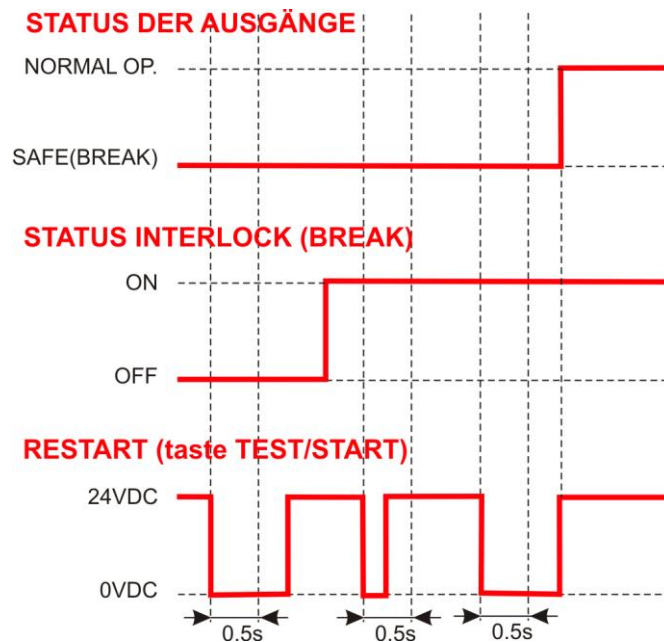 STATUS DER AUSGÄNGE
NORMAL OP.
SAFE(BREAK)
STATUS INTERLOCK (BREAK)
ON
OFF
RESTART (taste TEST/START)
24VDC
0VDC
0.5s
0.5s
0.5s